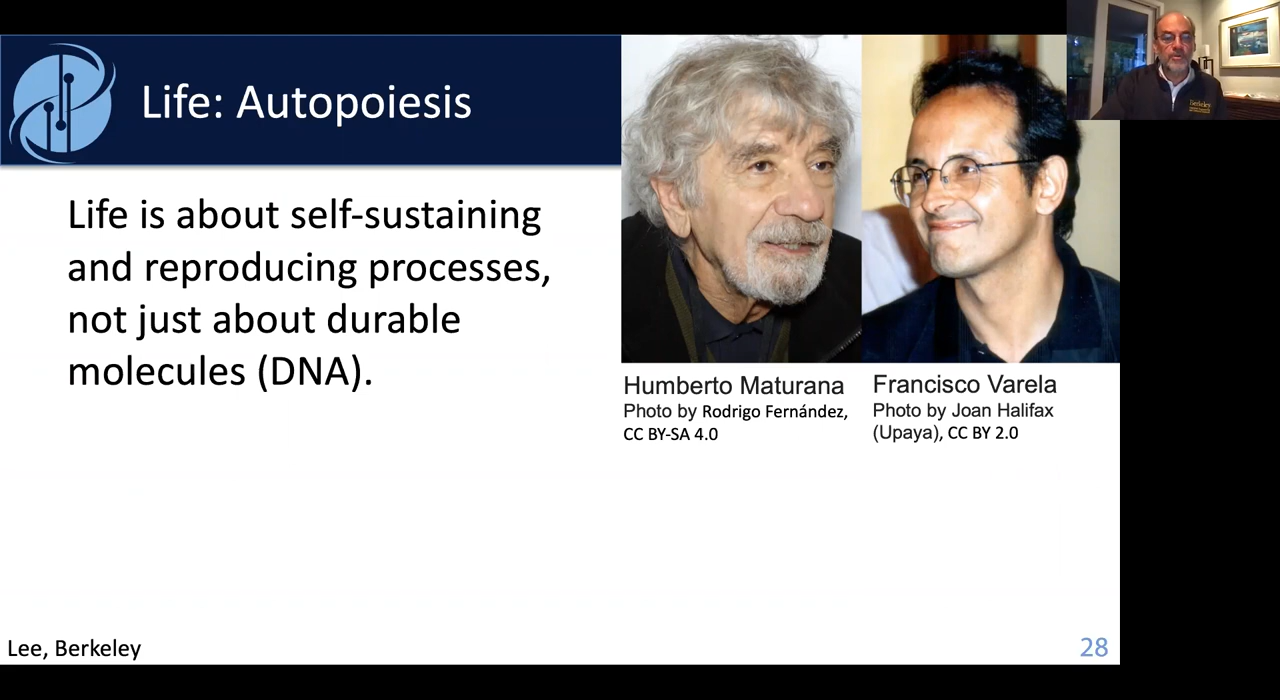 Life: Autopoiesis
Life is about self-sustaining
and reproducing processes,
not just about durable
molecules (DNA).
Humberto Maturana
Photo by Rodrigo Fernández,
CC BY-SA 4.0
Francisco Varela
Photo by Joan Halifax
(Upaya), CC BY 2.0
Berkeley
Lee, Berkeley
28